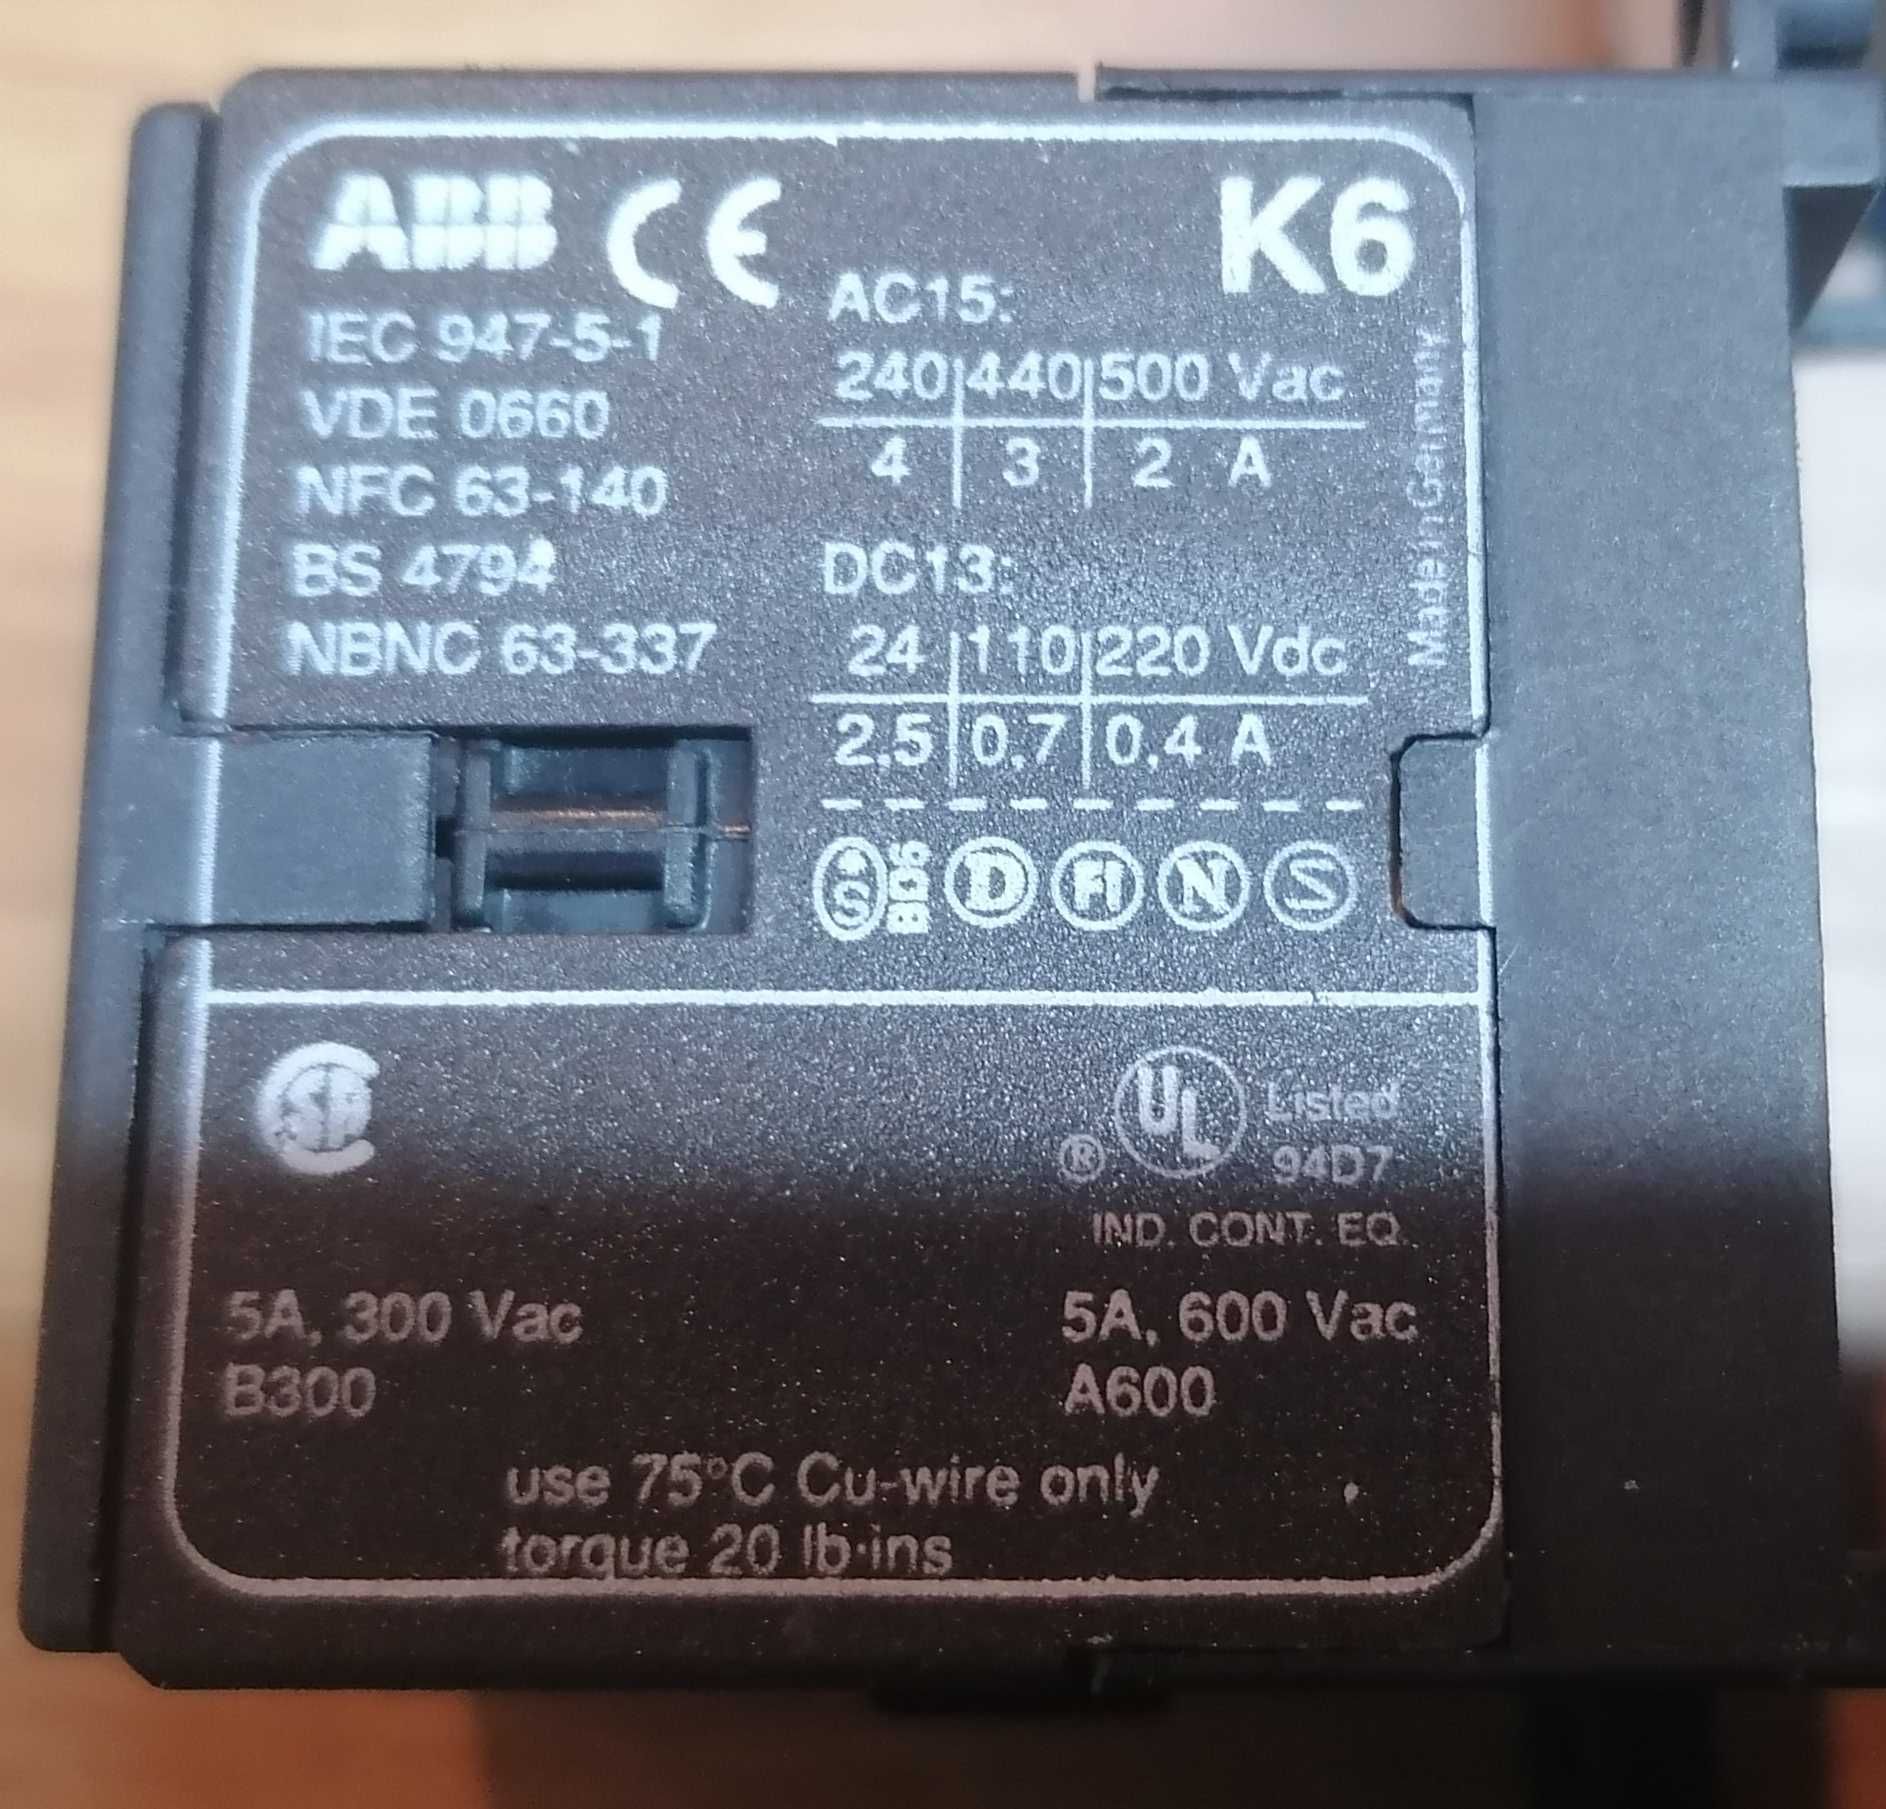 ABB CE
K6
IEC 947-5-1
VDE 0660
NFC 63-140
BS 4794
NBNC 63-337
AC15:
240 440 500 Vac
4 3 2 A
DC13:
24 110 220 Vdc
2.5 0.7 0.4 A
Made in Germany
D FI N S
UL Listed
® 94D7
IND. CONT. EQ.
5A, 300 Vac
B300
5A, 600 Vac
A600
use 75°C Cu-wire only
torque 20 lb·ins